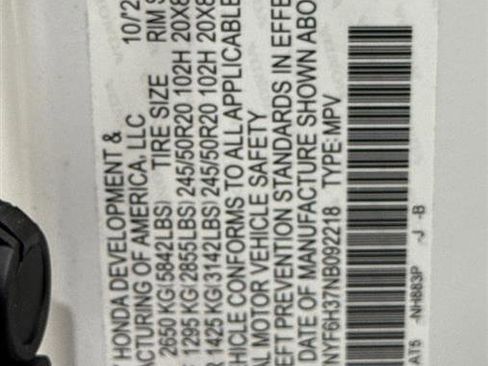 HONDA DEVELOPMENT & 10/2
CTURING OF AMERICA, LLC
2650 KG(5842LBS) TIRE SIZE RIM S
1295 KG(2855LBS) 245/50R20 102H 20X8
1425 KG(3142LBS) 245/50R20 102H 20X8
HICLE CONFORMS TO ALL APPLICABLE
AL MOTOR VEHICLE SAFETY
EFT PREVENTION STANDARDS IN EFFE
DATE OF MANUFACTURE SHOWN ABO
NYF6H37NB092218 TYPE: MPV
AT5 -NH883P -J -B